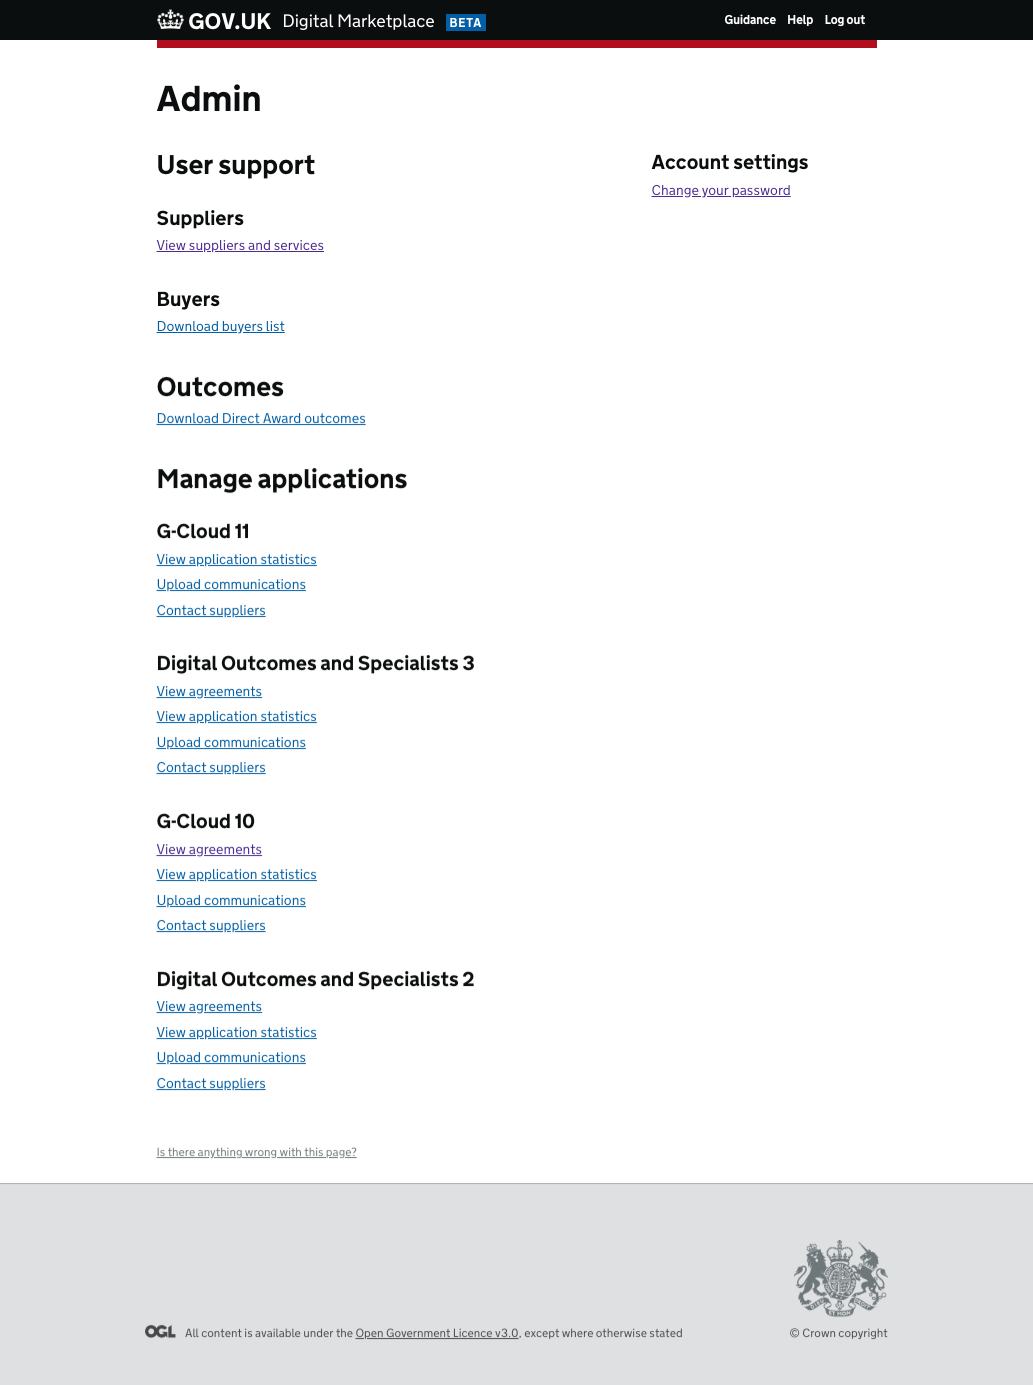 GOV.UK Digital Marketplace BETA
Guidance Help Log out
Admin
User support
Suppliers
View suppliers and services
Buyers
Download buyers list
Outcomes
Download Direct Award outcomes
Manage applications
G-Cloud 11
View application statistics
Upload communications
Contact suppliers
Digital Outcomes and Specialists 3
View agreements
View application statistics
Upload communications
Contact suppliers
G-Cloud 10
View agreements
View application statistics
Upload communications
Contact suppliers
Digital Outcomes and Specialists 2
View agreements
View application statistics
Upload communications
Contact suppliers
Account settings
Change your password
Is there anything wrong with this page?
OGL All content is available under the Open Government Licence v3.0, except where otherwise stated
© Crown copyright